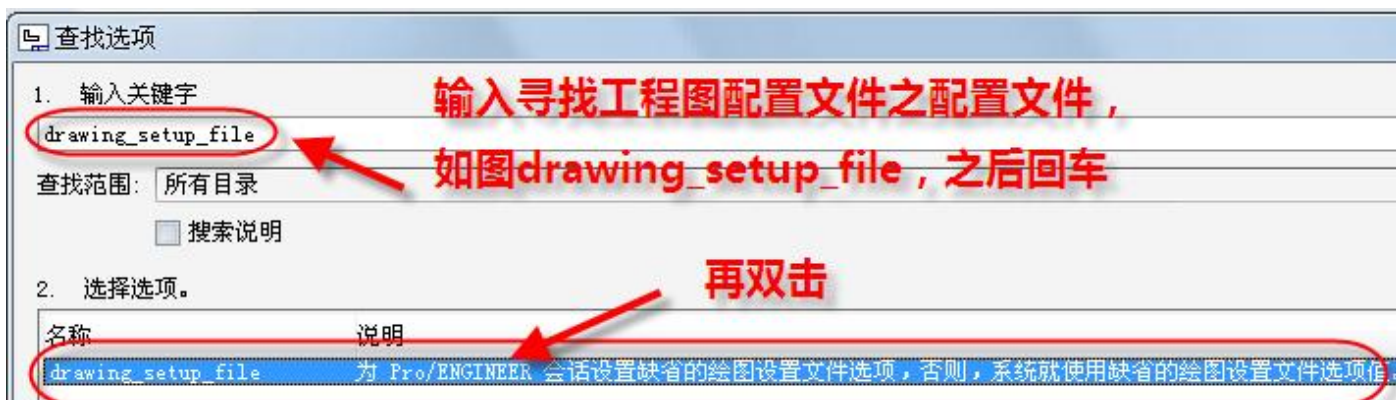 查找选项
1. 输入关键字
输入寻找工程图配置文件之配置文件，
drawing_setup_file
如图drawing_setup_file，之后回车
查找范围: 所有目录
搜索说明
再双击
2. 选择选项。
名称 说明
drawing_setup_file 为 Pro/ENGINEER 会话设置缺省的绘图设置文件选项，否则，系统就使用缺省的绘图设置文件选项值，